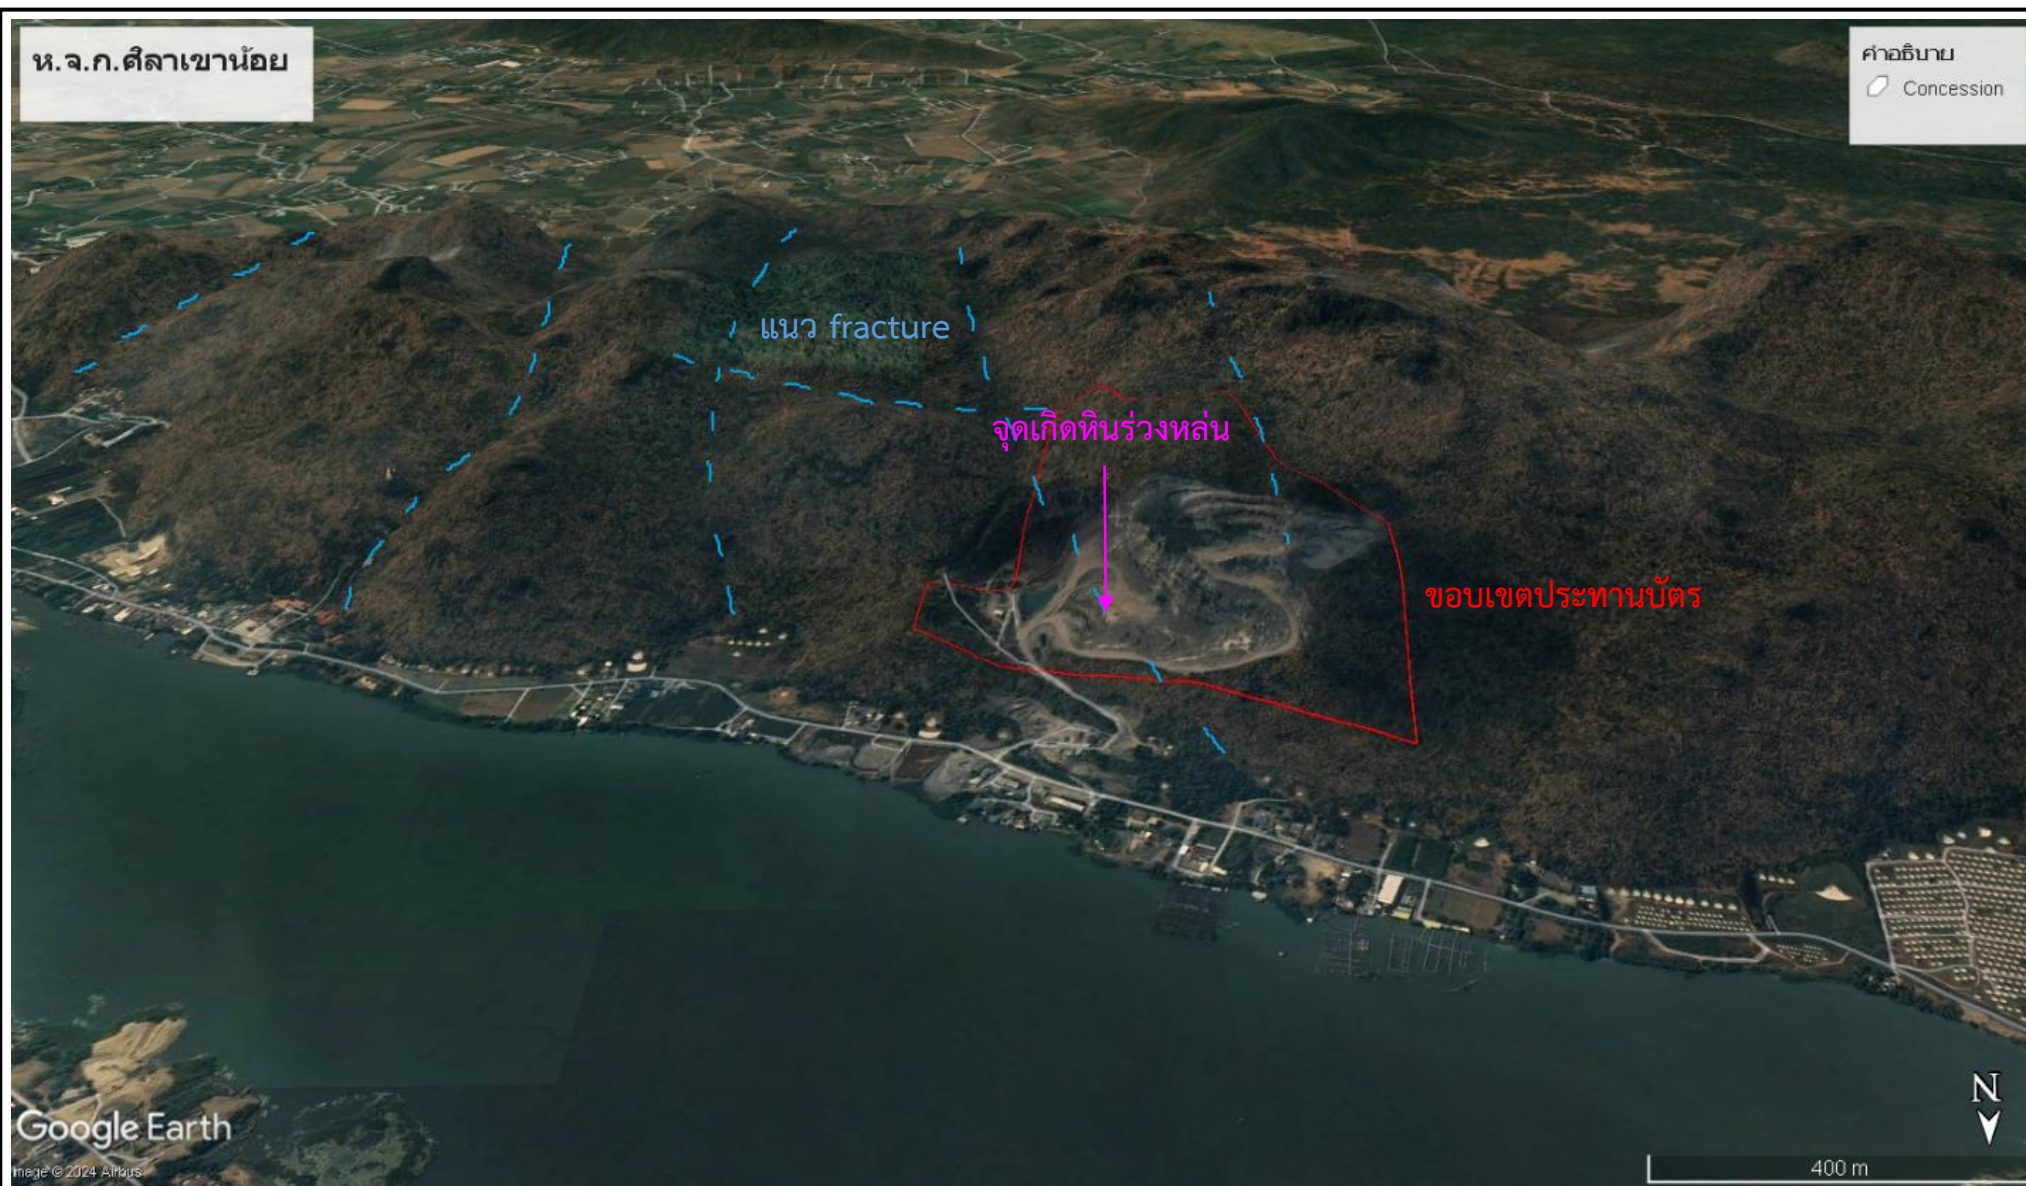 ห.จ.ก.ศิลาเขาน้อย
คำอธิบาย
Concession
แนว fracture
จุดเกิดหินร่วงหล่น
ขอบเขตประทานบัตร
N
Google Earth
Image © 2024 Airbus
400 m